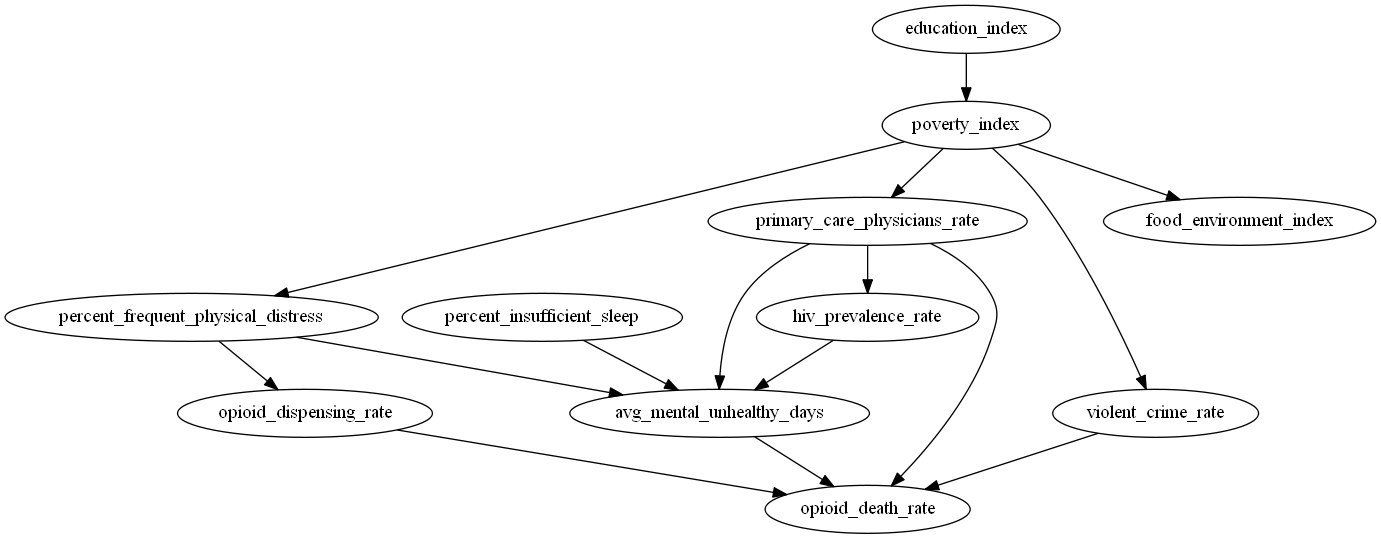 education_index
poverty_index
primary_care_physicians_rate
food_environment_index
percent_frequent_physical_distress
percent_insufficient_sleep
hiv_prevalence_rate
opioid_dispensing_rate
avg_mental_unhealthy_days
violent_crime_rate
opioid_death_rate